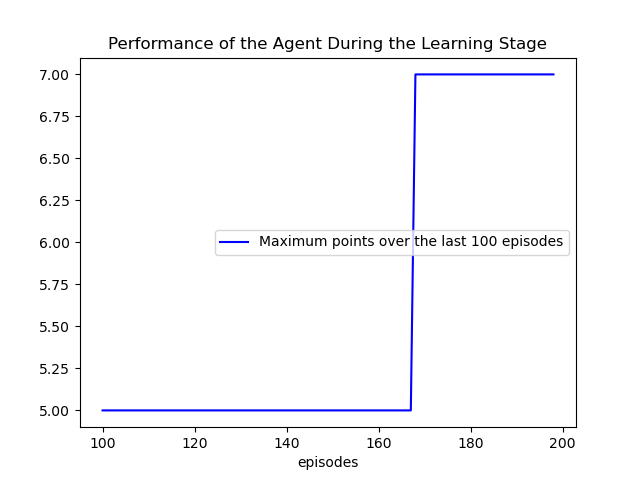 Performance of the Agent During the Learning Stage
7.00
6.75
6.50
6.25
6.00
5.75
5.50
5.25
5.00
Maximum points over the last 100 episodes
100 120 140 160 180 200
episodes